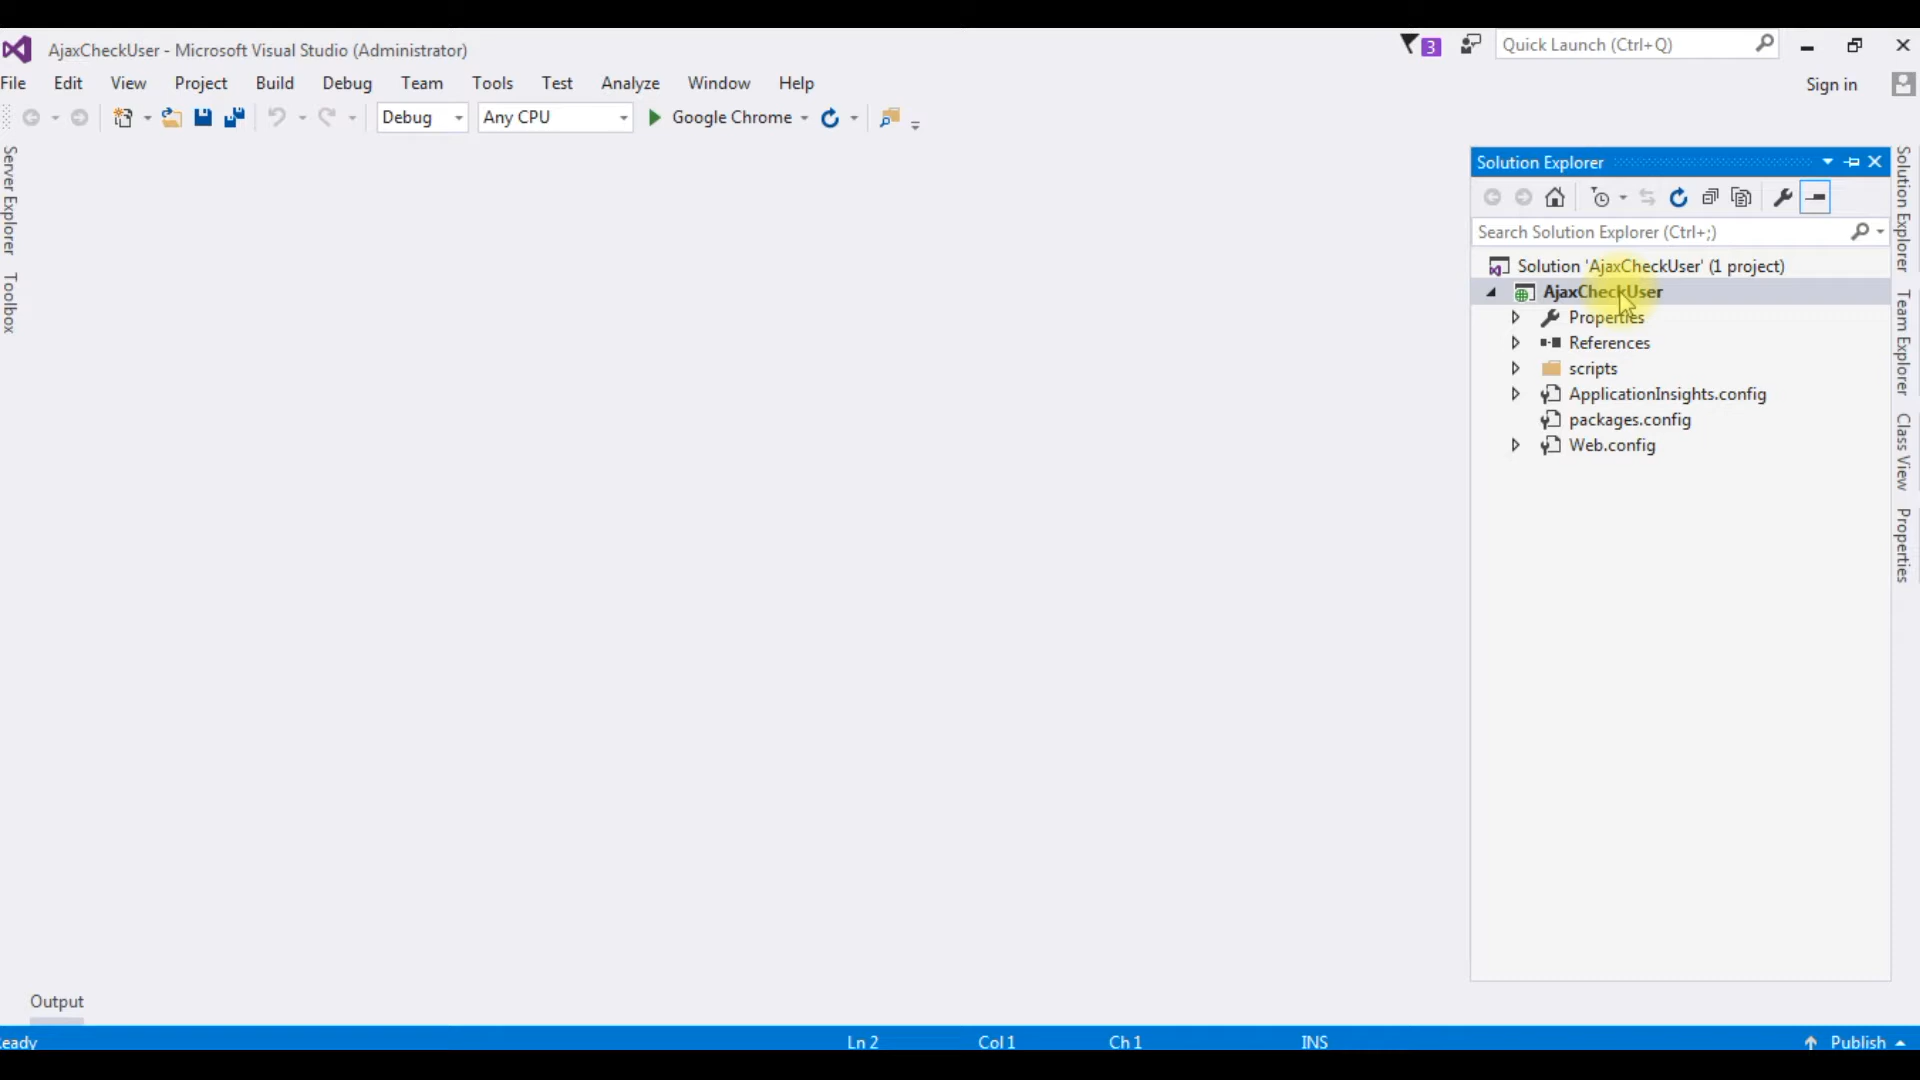 AjaxCheckUser - Microsoft Visual Studio (Administrator)
3
Quick Launch (Ctrl+Q)
File Edit View Project Build Debug Team Tools Test Analyze Window Help
Sign in
Debug Any CPU Google Chrome
Server Explorer
Toolbox
Solution Explorer
Search Solution Explorer (Ctrl+;)
Solution 'AjaxCheckUser' (1 project)
AjaxCheckUser
Properties
References
scripts
ApplicationInsights.config
packages.config
Web.config
Solution Explorer
Team Explorer
Class View
Properties
Output
eady Ln 2 Col 1 Ch 1 INS Publish